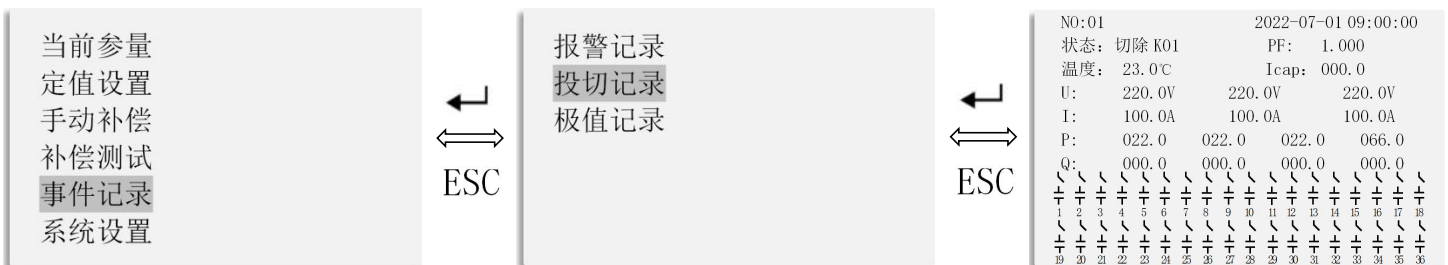 当前参量
定值设置
手动补偿
补偿测试
事件记录
系统设置
ESC
报警记录
投切记录
极值记录
ESC
NO:01 2022-07-01 09:00:00
状态: 切除 K01 PF: 1.000
温度: 23.0℃ Icap: 000.0
U: 220.0V 220.0V 220.0V
I: 100.0A 100.0A 100.0A
P: 022.0 022.0 022.0 066.0
Q: 000.0 000.0 000.0 000.0
1 2 3 4 5 6 7 8 9 10 11 12 13 14 15 16 17 18
19 20 21 22 23 24 25 26 27 28 29 30 31 32 33 34 35 36